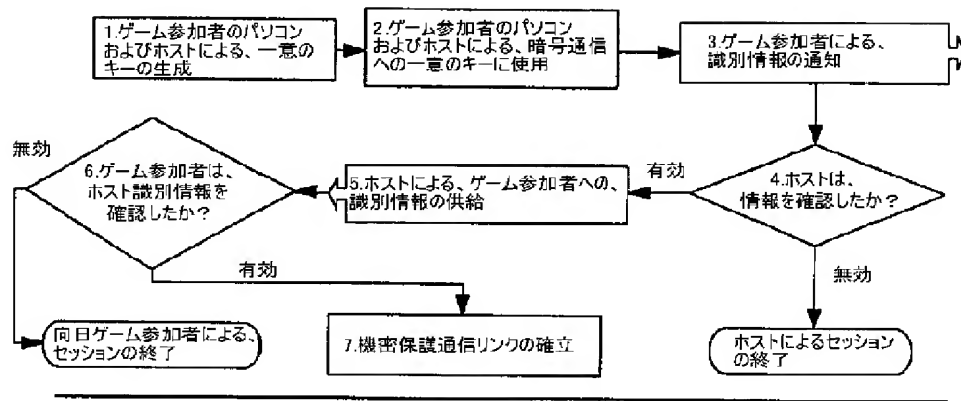 1.ゲーム参加者のパソコン
およびホストによる、一意の
キーの生成
2.ゲーム参加者のパソコン
およびホストによる、暗号通信
への一意のキーに使用
3.ゲーム参加者による、
識別情報の通知
4.ホストは、
情報を確認したか?
有効
無効
ホストによるセッション
の終了
5.ホストによる、ゲーム参加者への、
識別情報の供給
6.ゲーム参加者は、
ホスト識別情報を
確認したか?
無効
有効
向日ゲーム参加者による、
セッションの終了
7.機密保護通信リンクの確立